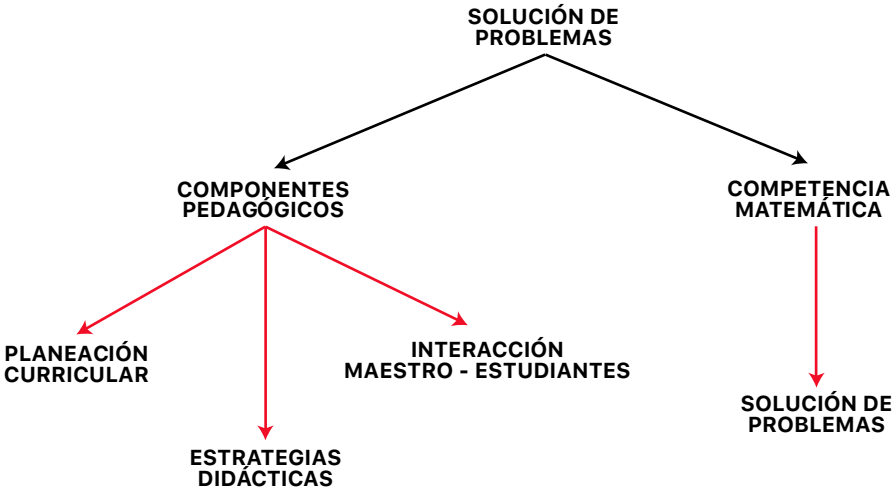 SOLUCIÓN DE
PROBLEMAS
COMPONENTES
PEDAGÓGICOS
COMPETENCIA
MATEMÁTICA
PLANEACIÓN
CURRICULAR
INTERACCIÓN
MAESTRO - ESTUDIANTES
ESTRATEGIAS
DIDÁCTICAS
SOLUCIÓN DE
PROBLEMAS